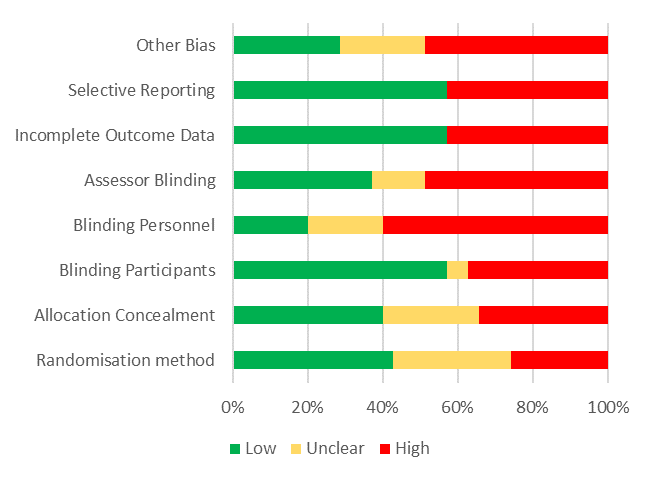 Other Bias
Selective Reporting
Incomplete Outcome Data
Assessor Blinding
Blinding Personnel
Blinding Participants
Allocation Concealment
Randomisation method
0% 20% 40% 60% 80% 100%
Low Unclear High